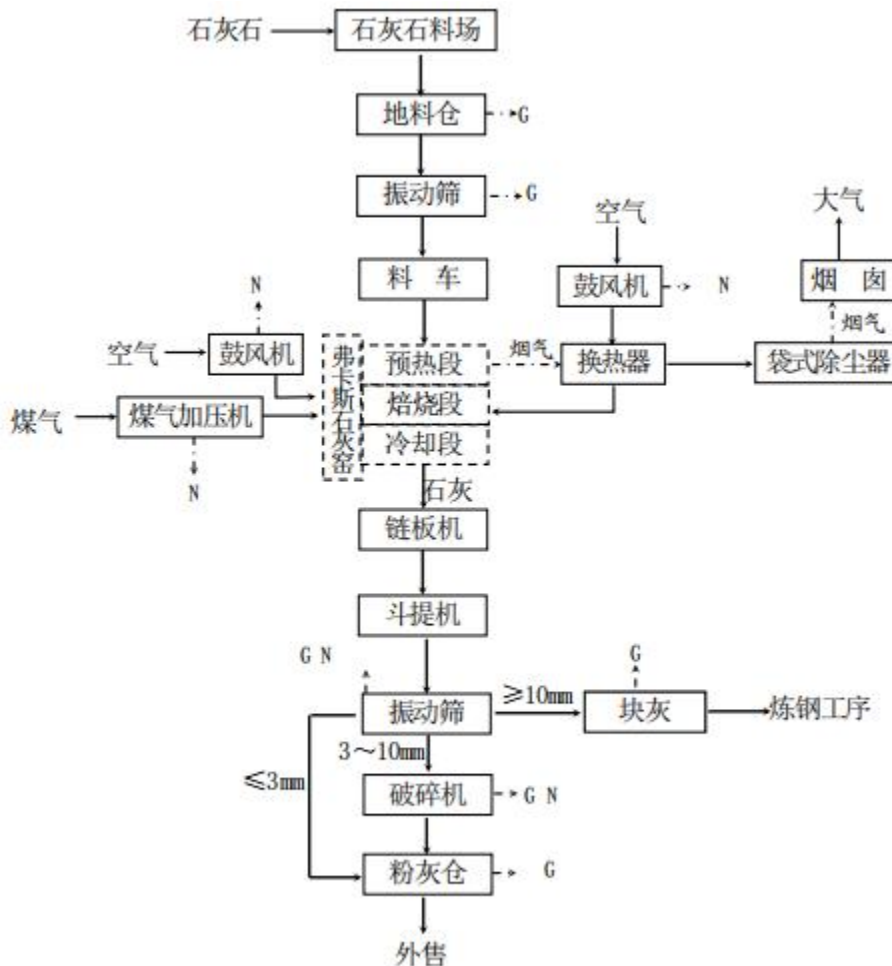 石灰石
石灰石料场
地料仓
G
振动筛
G
空气
大气
料 车
N
鼓风机
N
烟 囱
烟气
空气
鼓风机
弗卡斯石灰窑
预热段
烟气
换热器
袋式除尘器
煤气
煤气加压机
焙烧段
冷却段
N
石灰
链板机
斗提机
G N
G
振动筛
≥10mm
块灰
炼钢工序
3～10mm
≤3mm
破碎机
G N
粉灰仓
G
外售